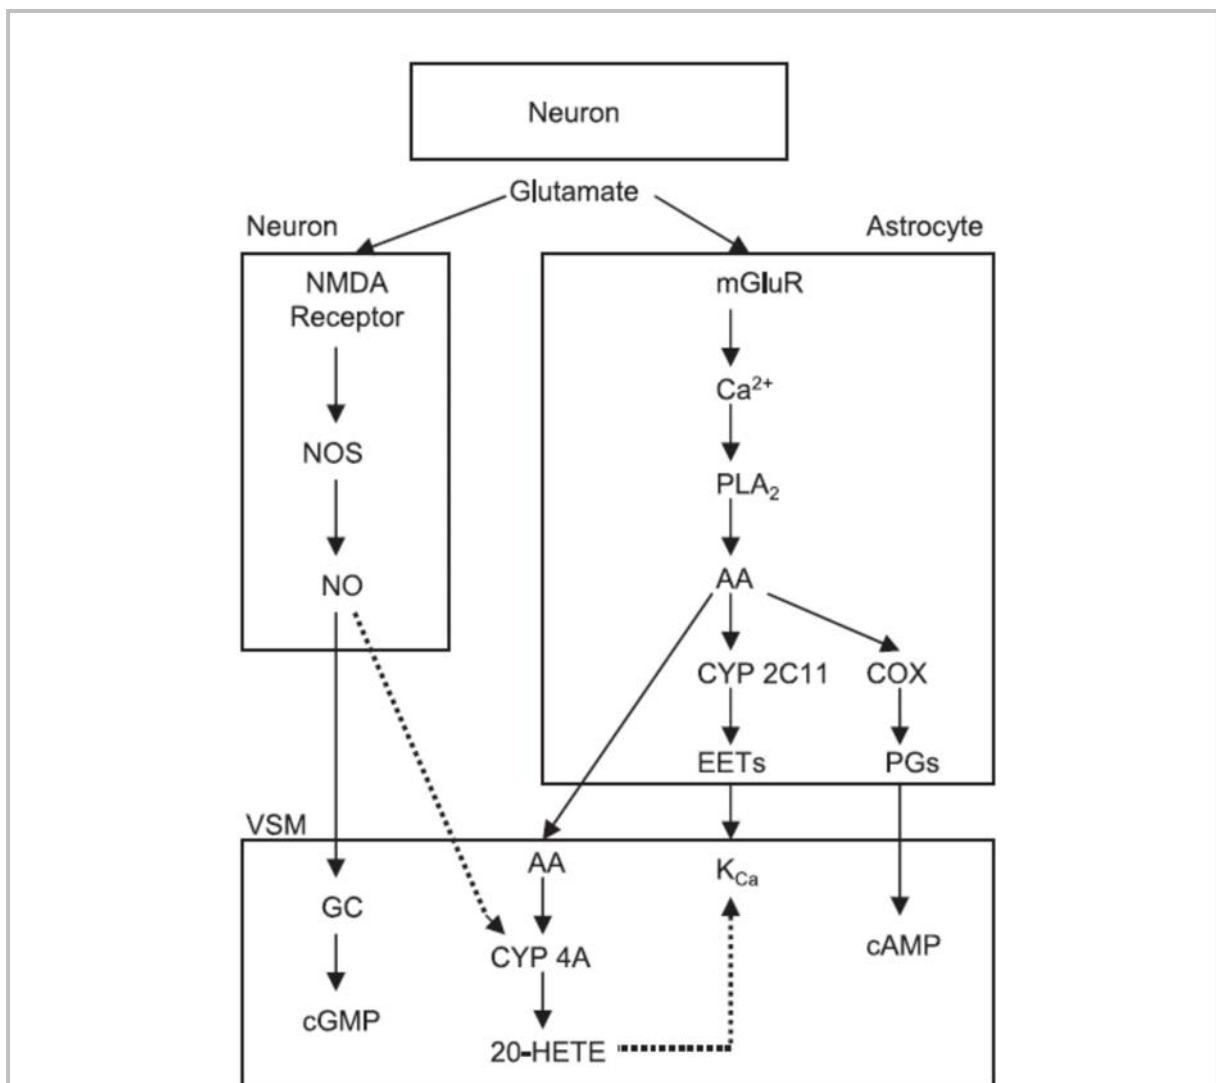 Neuron
Glutamate
Neuron
Astrocyte
NMDA
Receptor
NOS
NO
mGluR
Ca²⁺
PLA₂
AA
CYP 2C11
COX
EETs
PGs
VSM
GC
cGMP
AA
CYP 4A
20-HETE
K_Ca
cAMP